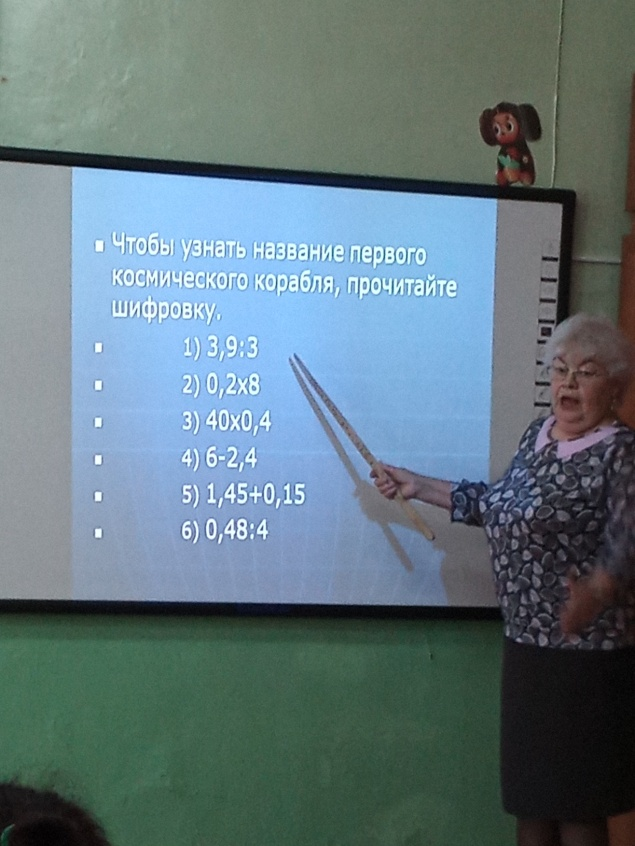 Чтобы узнать название первого
космического корабля, прочитайте
шифровку.
1) 3,9:3
2) 0,2х8
3) 40х0,4
4) 6-2,4
5) 1,45+0,15
6) 0,48:4